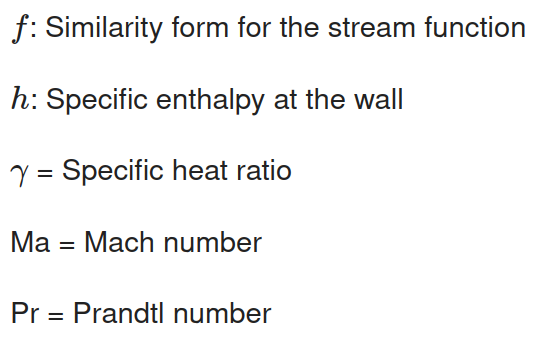 f: Similarity form for the stream function
h: Specific enthalpy at the wall
γ = Specific heat ratio
Ma = Mach number
Pr = Prandtl number